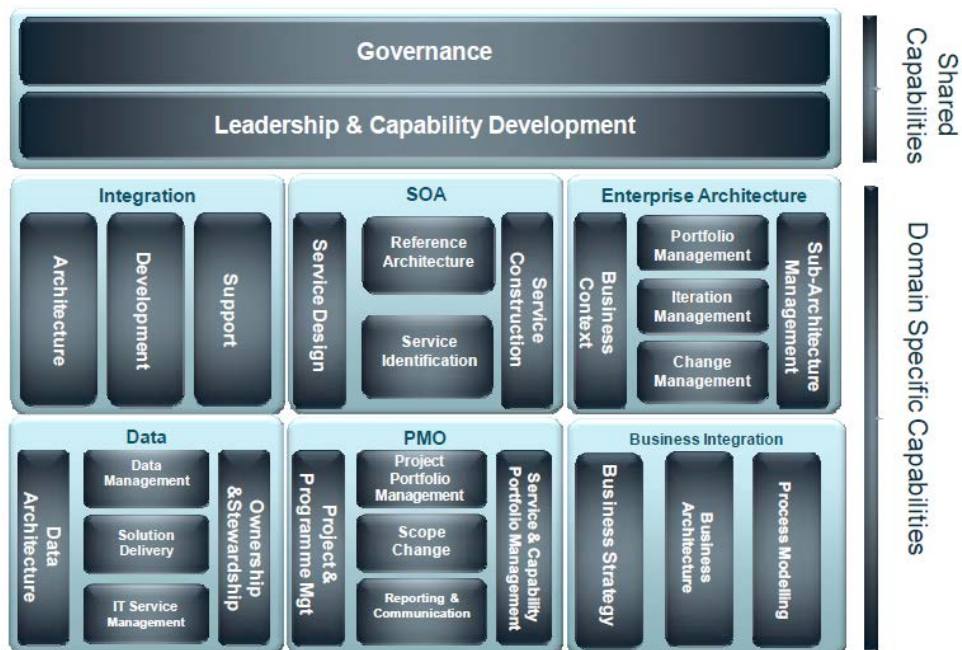 Governance
Leadership & Capability Development
Shared
Capabilities
Integration
Architecture
Development
Support
SOA
Service Design
Reference
Architecture
Service
Identification
Service
Construction
Enterprise Architecture
Business
Context
Portfolio
Management
Iteration
Management
Change
Management
Sub-Architecture
Management
Data
Data
Architecture
Data
Management
Solution
Delivery
IT Service
Management
Ownership
&Stewardship
PMO
Project &
Programme Mgt
Project
Portfolio
Management
Scope
Change
Reporting &
Communication
Service & Capability
Portfolio Management
Business Integration
Business Strategy
Business
Architecture
Process Modelling
Domain Specific Capabilities